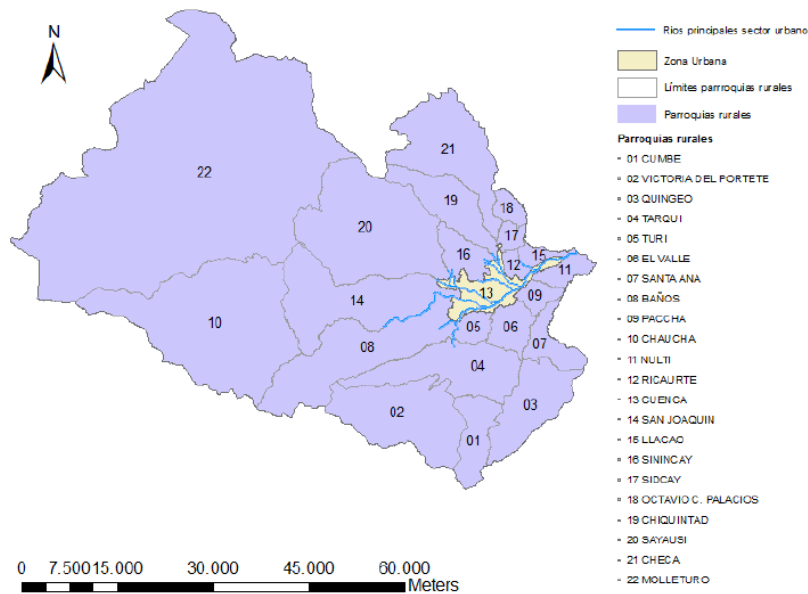 N
Rios principales sector urbano
Zona Urbana
Límites parrroquias rurales
Parroquias rurales
Parroquias rurales
01 CUMBE
02 VICTORIA DEL PORTETE
03 QUINGEO
04 TARQUI
05 TURI
06 EL VALLE
07 SANTA ANA
08 BAÑOS
09 PACCHA
10 CHAUCHA
11 NULTI
12 RICAURTE
13 CUENCA
14 SAN JOAQUIN
15 LLACAO
16 SININCAY
17 SIDCAY
18 OCTAVIO C. PALACIOS
19 CHIQUINTAD
20 SAYAUSI
21 CHECA
22 MOLLETURO
21
22
19
18
20
17
16
15
12
11
13
09
14
10
05
06
08
07
04
03
02
01
0 7.500 15.000 30.000 45.000 60.000
Meters